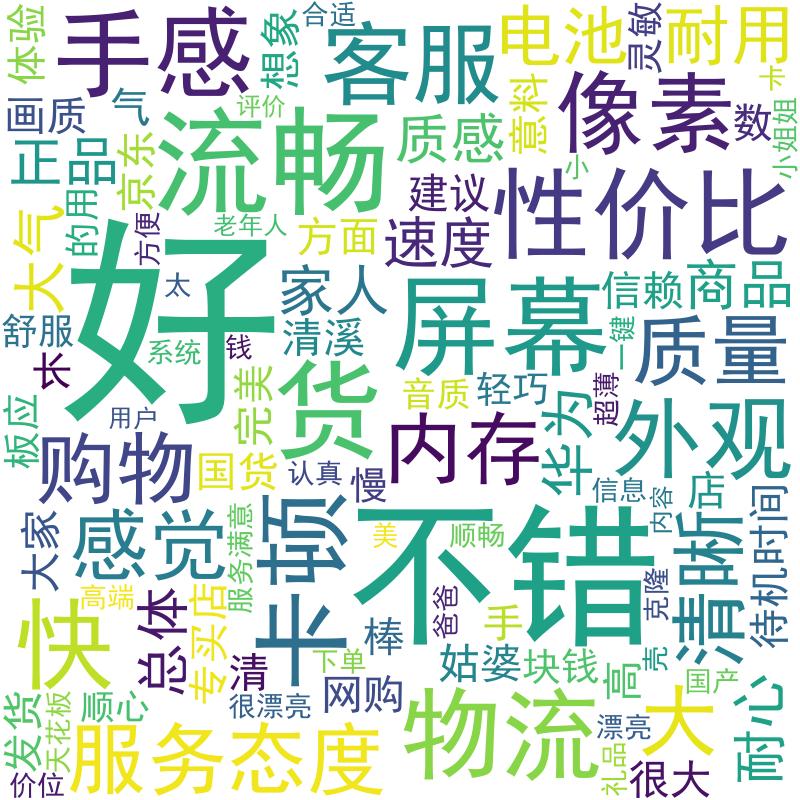 体验
手感
想象
合适
客服
电池
灵敏
耐用
卡
画质
气
评价
质感
意料
像素
数
小姐姐
正品
京东
流畅
小
的用
建议
性价比
大气
方便
老年人
方面
速度
好
太
家人
屏幕
信赖
商品
舒服
系统
钱
清溪
一键
质量
长
完美
货
音质
轻巧
超薄
板应
用户
内存
华为
外观
购物
国货
认真
慢
信息
店
大家
感觉
服务满意
卡顿
不错
美
顺畅
内容
清晰
待机时间
高端
爸爸
克隆
快
总体
专买店
棒
手
清
下单
姑婆
块钱
高
壳
国产
发货
天花板
顺心
很漂亮
网购
物流
漂亮
大
耐心
价位
服务态度
礼品
很大